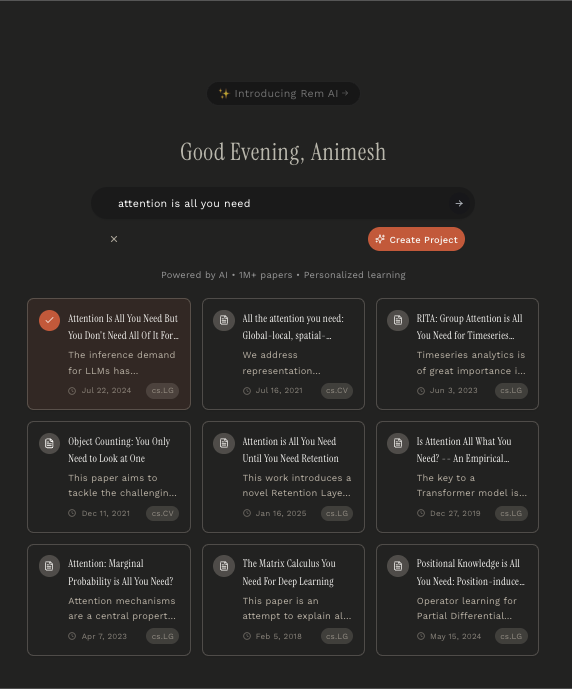 ✨ Introducing Rem AI →
Good Evening, Animesh
attention is all you need
Create Project
Powered by AI • 1M+ papers • Personalized learning
Attention Is All You Need But
You Don't Need All Of It For...
The inference demand
for LLMs has...
Jul 22, 2024 cs.LG
All the attention you need:
Global-local, spatial-...
We address
representation...
Jul 16, 2021 cs.CV
RITA: Group Attention is All
You Need for Timeseries...
Timeseries analytics is
of great importance i...
Jun 3, 2023 cs.LG
Object Counting: You Only
Need to Look at One
This paper aims to
tackle the challengin...
Dec 11, 2021 cs.CV
Attention is All You Need
Until You Need Retention
This work introduces a
novel Retention Laye...
Jan 16, 2025 cs.LG
Is Attention All What You
Need? -- An Empirical...
The key to a
Transformer model is...
Dec 27, 2019 cs.LG
Attention: Marginal
Probability is All You Need?
Attention mechanisms
are a central propert...
Apr 7, 2023 cs.LG
The Matrix Calculus You
Need For Deep Learning
This paper is an
attempt to explain al...
Feb 5, 2018 cs.LG
Positional Knowledge is All
You Need: Position-induce...
Operator learning for
Partial Differential...
May 15, 2024 cs.LG